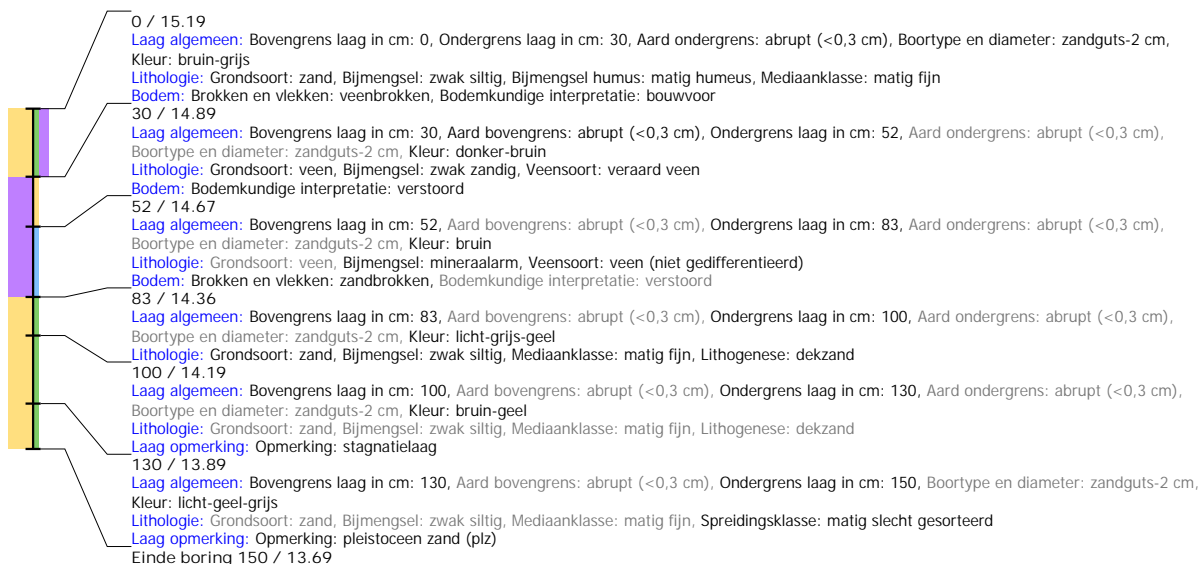 0 / 15.19
Laag algemeen: Bovengrens laag in cm: 0, Ondergrens laag in cm: 30, Aard ondergrens: abrupt (<0,3 cm), Boortype en diameter: zandguts-2 cm,
Kleur: bruin-grijs
Lithologie: Grondsoort: zand, Bijmengsel: zwak siltig, Bijmengsel humus: matig humeus, Mediaanklasse: matig fijn
Bodem: Brokken en vlekken: veenbrokken, Bodemkundige interpretatie: bouwvoor
30 / 14.89
Laag algemeen: Bovengrens laag in cm: 30, Aard bovengrens: abrupt (<0,3 cm), Ondergrens laag in cm: 52, Aard ondergrens: abrupt (<0,3 cm),
Boortype en diameter: zandguts-2 cm, Kleur: donker-bruin
Lithologie: Grondsoort: veen, Bijmengsel: zwak zandig, Veensoort: veraard veen
Bodem: Bodemkundige interpretatie: verstoord
52 / 14.67
Laag algemeen: Bovengrens laag in cm: 52, Aard bovengrens: abrupt (<0,3 cm), Ondergrens laag in cm: 83, Aard ondergrens: abrupt (<0,3 cm),
Boortype en diameter: zandguts-2 cm, Kleur: bruin
Lithologie: Grondsoort: veen, Bijmengsel: mineraalarm, Veensoort: veen (niet gedifferentieerd)
Bodem: Brokken en vlekken: zandbrokken, Bodemkundige interpretatie: verstoord
83 / 14.36
Laag algemeen: Bovengrens laag in cm: 83, Aard bovengrens: abrupt (<0,3 cm), Ondergrens laag in cm: 100, Aard ondergrens: abrupt (<0,3 cm),
Boortype en diameter: zandguts-2 cm, Kleur: licht-grijs-geel
Lithologie: Grondsoort: zand, Bijmengsel: zwak siltig, Mediaanklasse: matig fijn, Lithogenese: dekzand
100 / 14.19
Laag algemeen: Bovengrens laag in cm: 100, Aard bovengrens: abrupt (<0,3 cm), Ondergrens laag in cm: 130, Aard ondergrens: abrupt (<0,3 cm),
Boortype en diameter: zandguts-2 cm, Kleur: bruin-geel
Lithologie: Grondsoort: zand, Bijmengsel: zwak siltig, Mediaanklasse: matig fijn, Lithogenese: dekzand
Laag opmerking: Opmerking: stagnatielaag
130 / 13.89
Laag algemeen: Bovengrens laag in cm: 130, Aard bovengrens: abrupt (<0,3 cm), Ondergrens laag in cm: 150, Boortype en diameter: zandguts-2 cm,
Kleur: licht-geel-grijs
Lithologie: Grondsoort: zand, Bijmengsel: zwak siltig, Mediaanklasse: matig fijn, Spreidingsklasse: matig slecht gesorteerd
Laag opmerking: Opmerking: pleistoceen zand (plz)
Einde boring 150 / 13.69